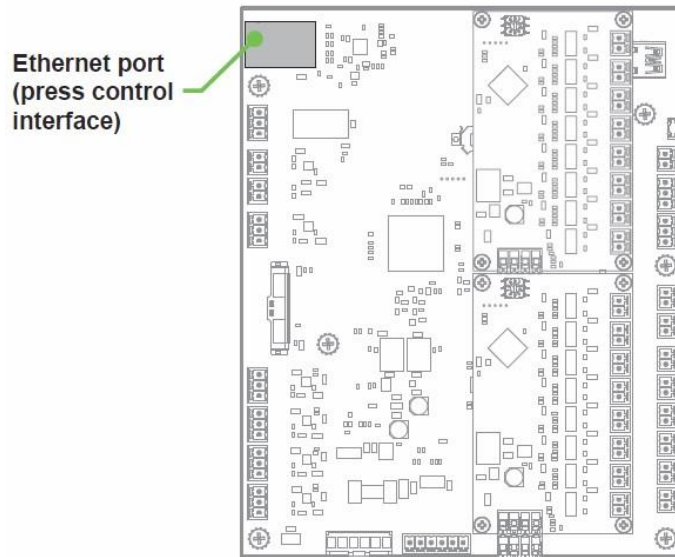 Ethernet port
(press control
interface)